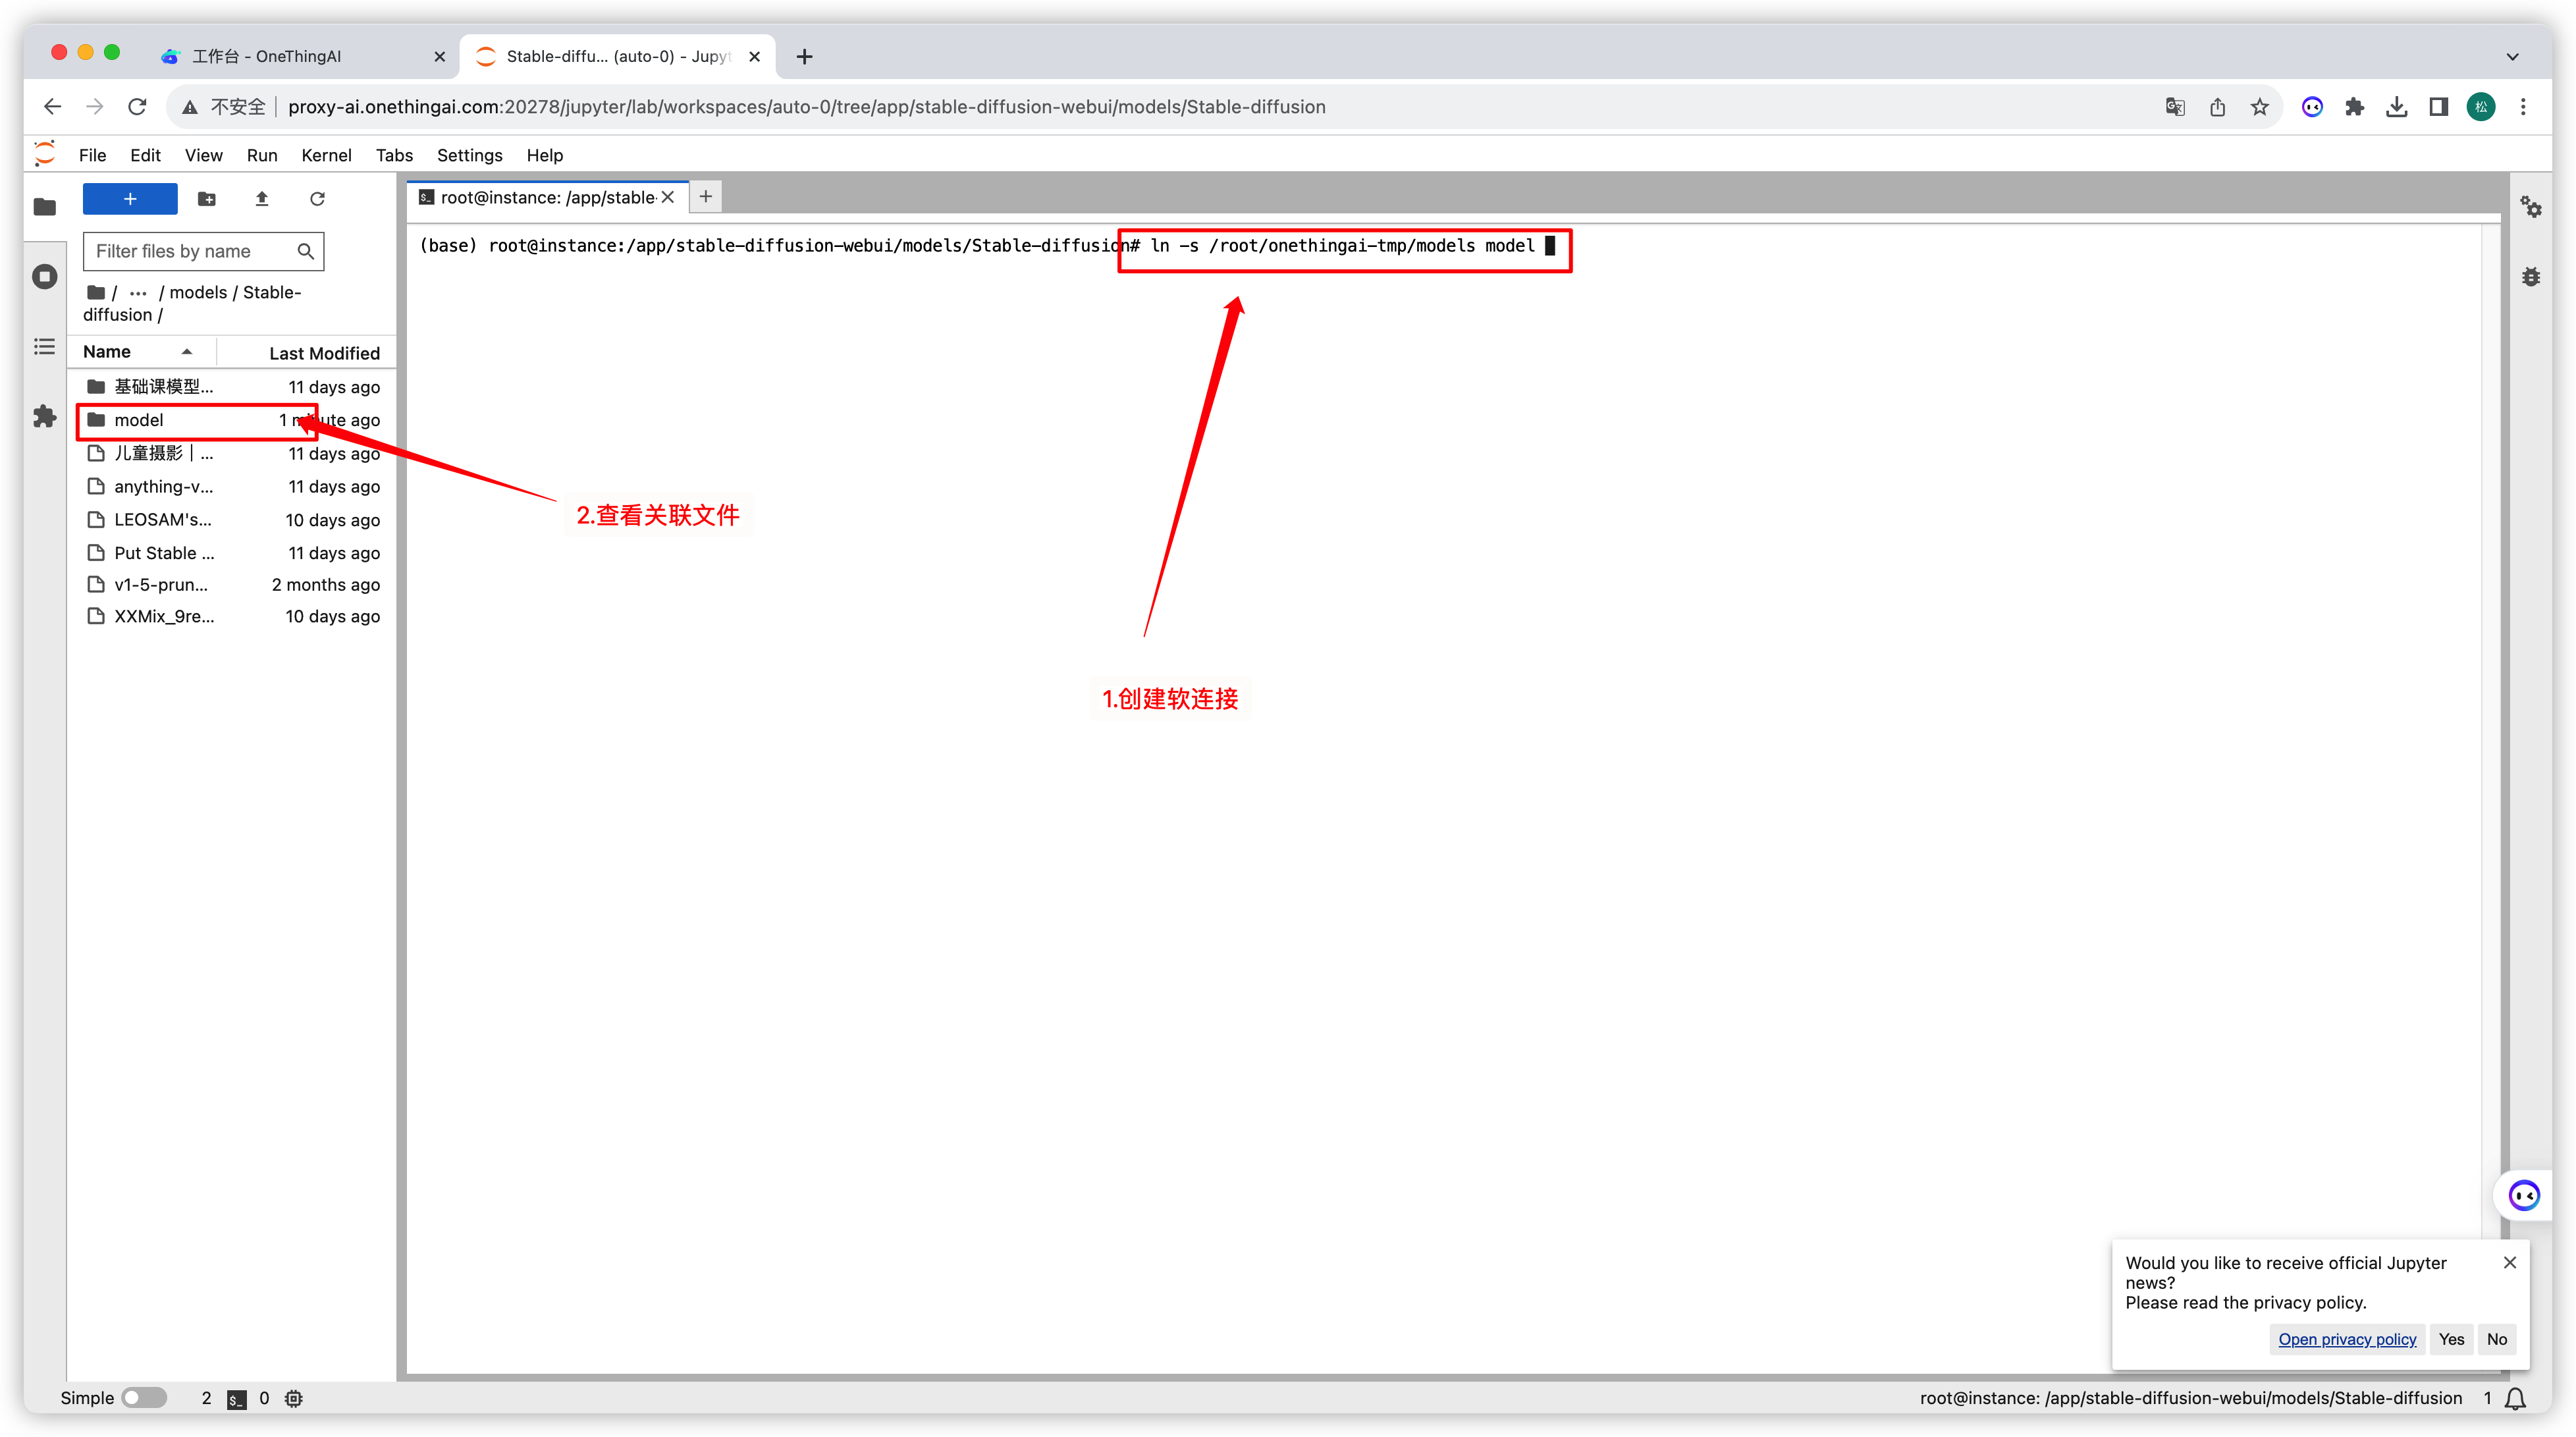 工作台 - OneThingAI
Stable-diffu... (auto-0) - Jupyt
不安全
proxy-ai.onethingai.com:20278/jupyter/lab/workspaces/auto-0/tree/app/stable-diffusion-webui/models/Stable-diffusion
松
File Edit View Run Kernel Tabs Settings Help
root@instance: /app/stable-
Filter files by name
/ ··· / models / Stable-
diffusion /
Name Last Modified
基础课模型... 11 days ago
model 1 minute ago
儿童摄影｜... 11 days ago
anything-v... 11 days ago
LEOSAM's... 10 days ago
Put Stable ... 11 days ago
v1-5-prun... 2 months ago
XXMix_9re... 10 days ago
(base) root@instance:/app/stable-diffusion-webui/models/Stable-diffusion# ln -s /root/onethingai-tmp/models model
2.查看关联文件
1.创建软连接
Would you like to receive official Jupyter
news?
Please read the privacy policy.
Open privacy policy Yes No
Simple 2 $_ 0
root@instance: /app/stable-diffusion-webui/models/Stable-diffusion 1